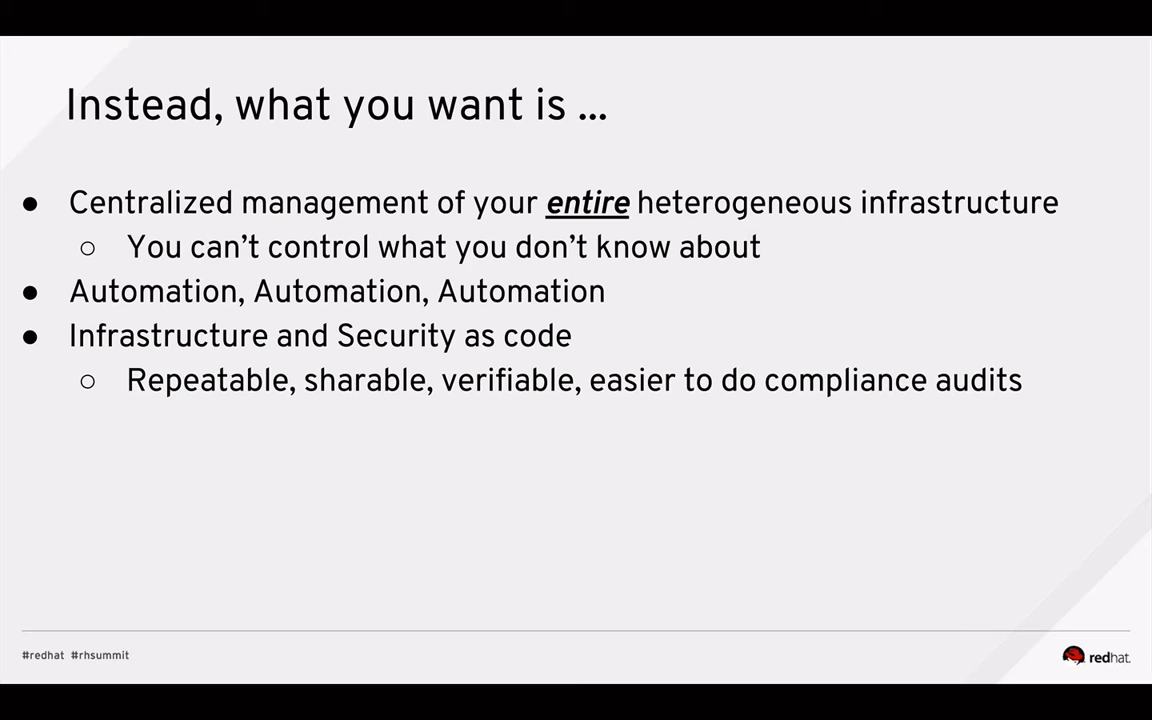 Instead, what you want is ...
● Centralized management of your entire heterogeneous infrastructure
○ You can't control what you don't know about
● Automation, Automation, Automation
● Infrastructure and Security as code
○ Repeatable, sharable, verifiable, easier to do compliance audits
#redhat #rhsummit
redhat.